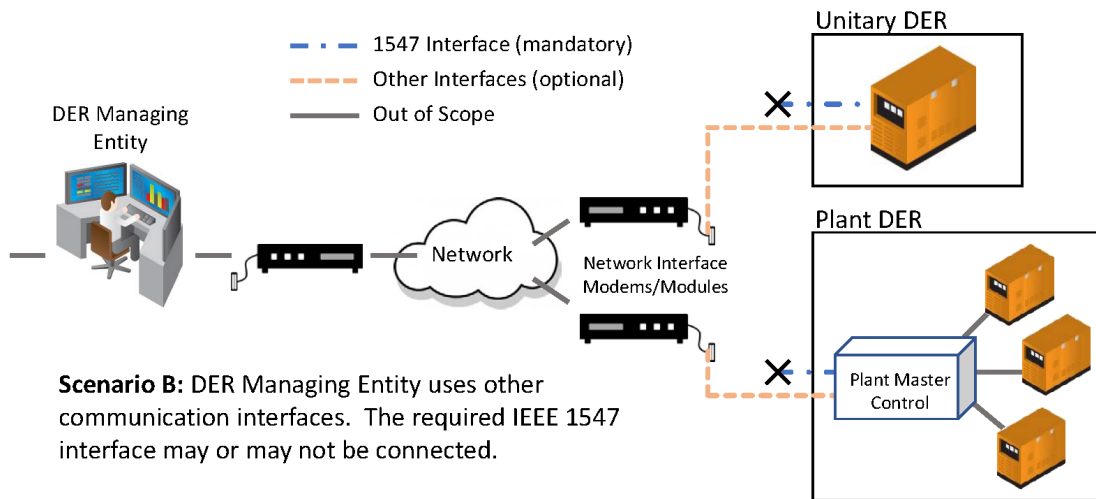 Unitary DER
1547 Interface (mandatory)
Other Interfaces (optional)
Out of Scope
DER Managing
Entity
Plant DER
Network
Network Interface
Modems/Modules
Plant Master
Control
Scenario B: DER Managing Entity uses other
communication interfaces.  The required IEEE 1547
interface may or may not be connected.